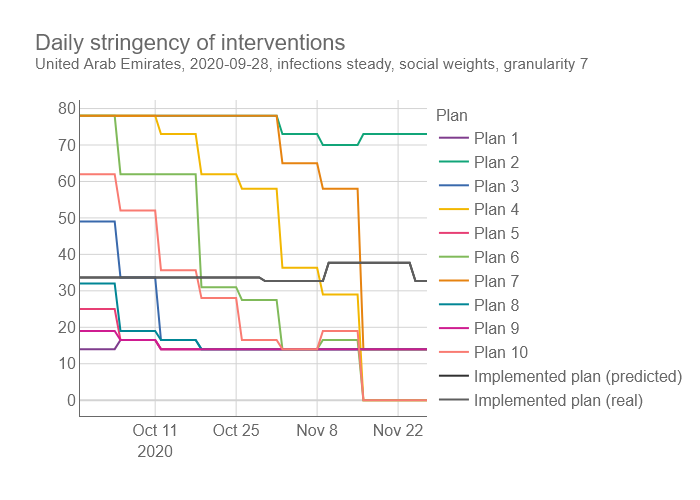 Daily stringency of interventions
United Arab Emirates, 2020-09-28, infections steady, social weights, granularity 7
80
70
60
50
40
30
20
10
0
Oct 11
2020
Oct 25
Nov 8
Nov 22
Plan
Plan 1
Plan 2
Plan 3
Plan 4
Plan 5
Plan 6
Plan 7
Plan 8
Plan 9
Plan 10
Implemented plan (predicted)
Implemented plan (real)